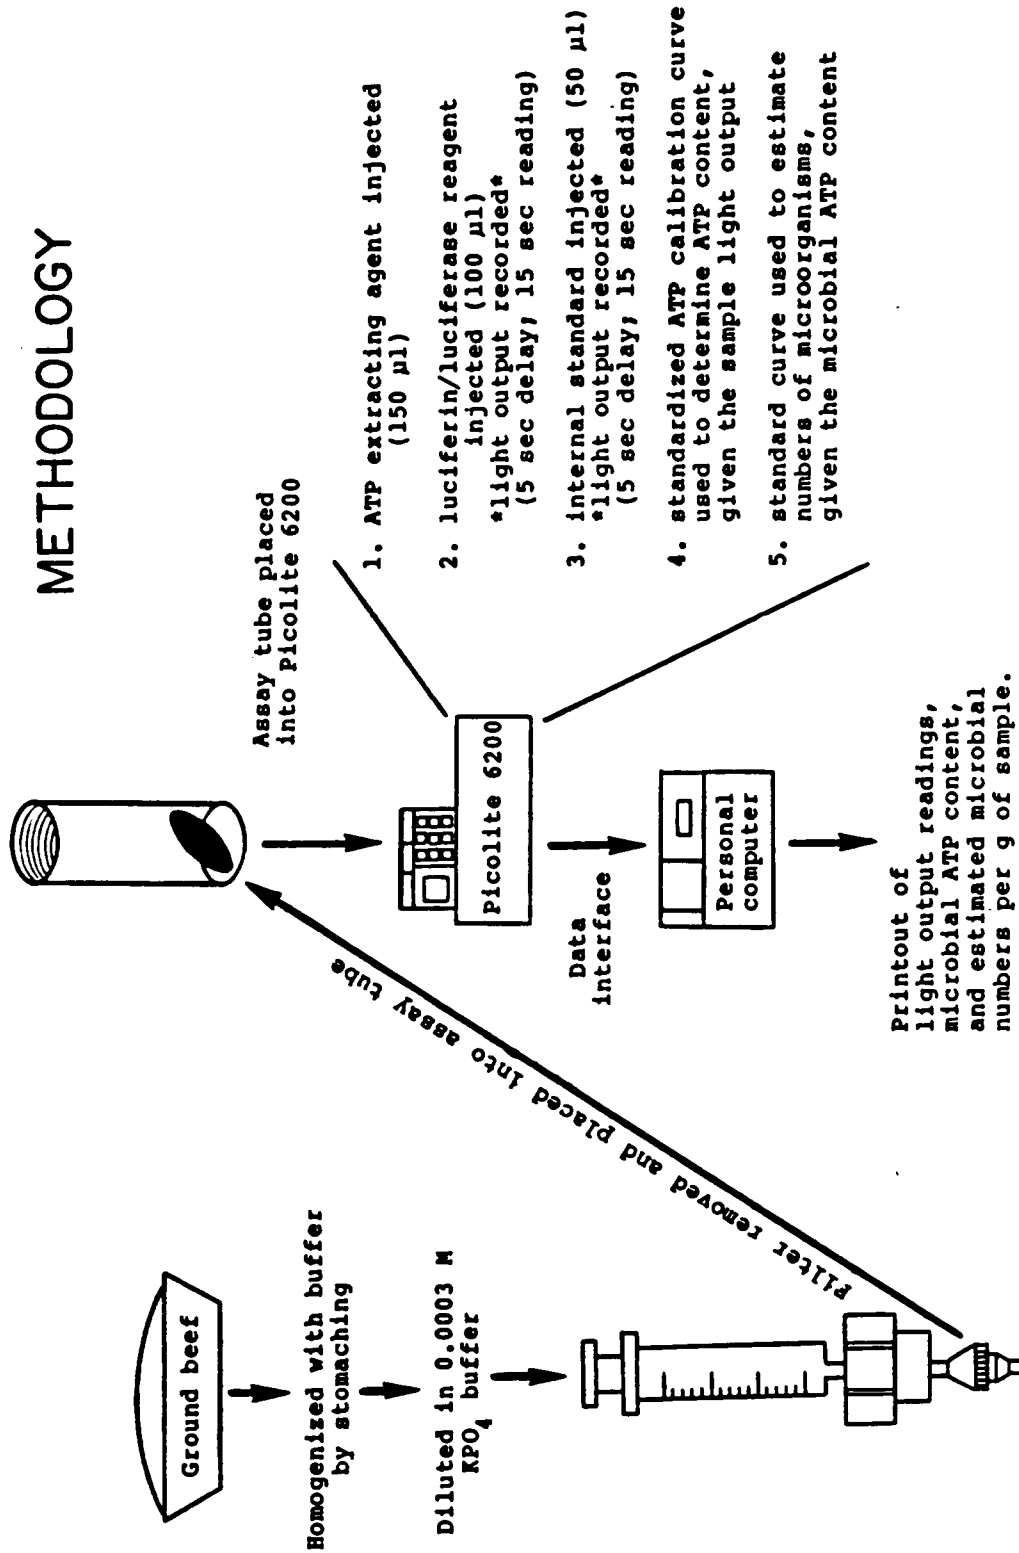 METHODOLOGY
Ground beef
Homogenized with buffer
by stomaching
Diluted in 0.0003 M
KPO₄ buffer
Filter removed and placed into assay tube
Assay tube placed
into Picolite 6200
Picolite 6200
Data
interface
Personal
computer
Printout of
light output readings,
microbial ATP content,
and estimated microbial
numbers per g of sample.
1. ATP extracting agent injected
(150 µl)
2. luciferin/luciferase reagent
injected (100 µl)
*light output recorded*
(5 sec delay; 15 sec reading)
3. internal standard injected (50 µl)
*light output recorded*
(5 sec delay; 15 sec reading)
4. standardized ATP calibration curve
used to determine ATP content,
given the sample light output
5. standard curve used to estimate
numbers of microorganisms,
given the microbial ATP content